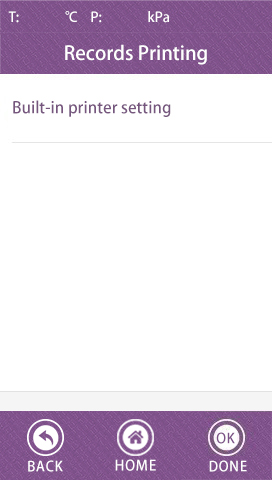 T: ℃ P: kPa
Records Printing
Built-in printer setting
OK
BACK HOME DONE